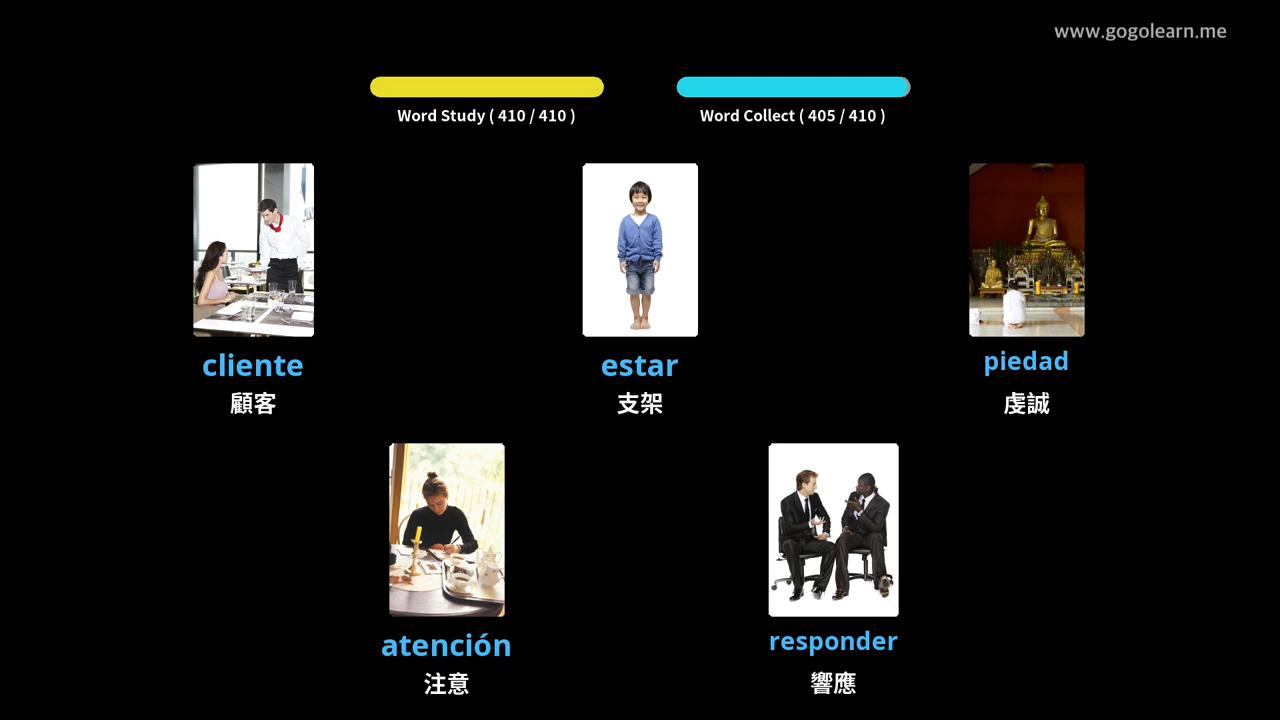 www.gogolearn.me
Word Study ( 410 / 410 )
Word Collect ( 405 / 410 )
cliente
顧客
estar
支架
piedad
虔誠
atención
注意
responder
響應